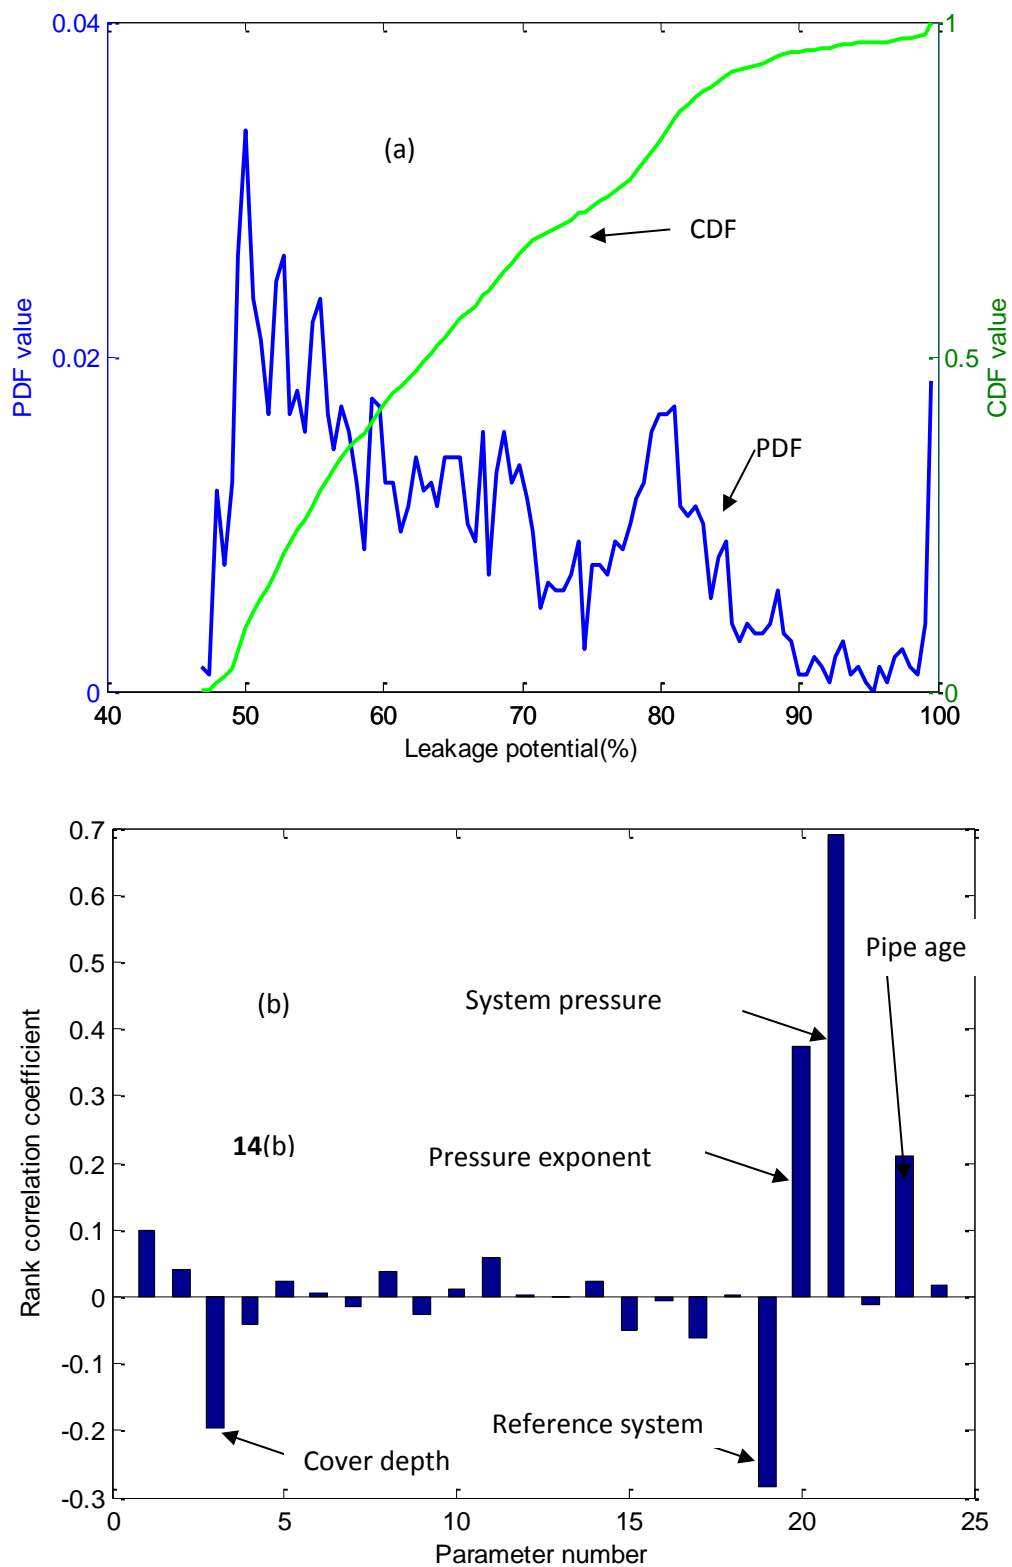 0.04
1
(a)
CDF
PDF value
CDF value
0.02
0.5
PDF
0
0
40 50 60 70 80 90 100
Leakage potential(%)
0.7
0.6
Pipe age
0.5
(b)
System pressure
0.4
Rank correlation coefficient
0.3
14(b)
0.2
Pressure exponent
0.1
0
-0.1
-0.2
Reference system
Cover depth
-0.3
0 5 10 15 20 25
Parameter number